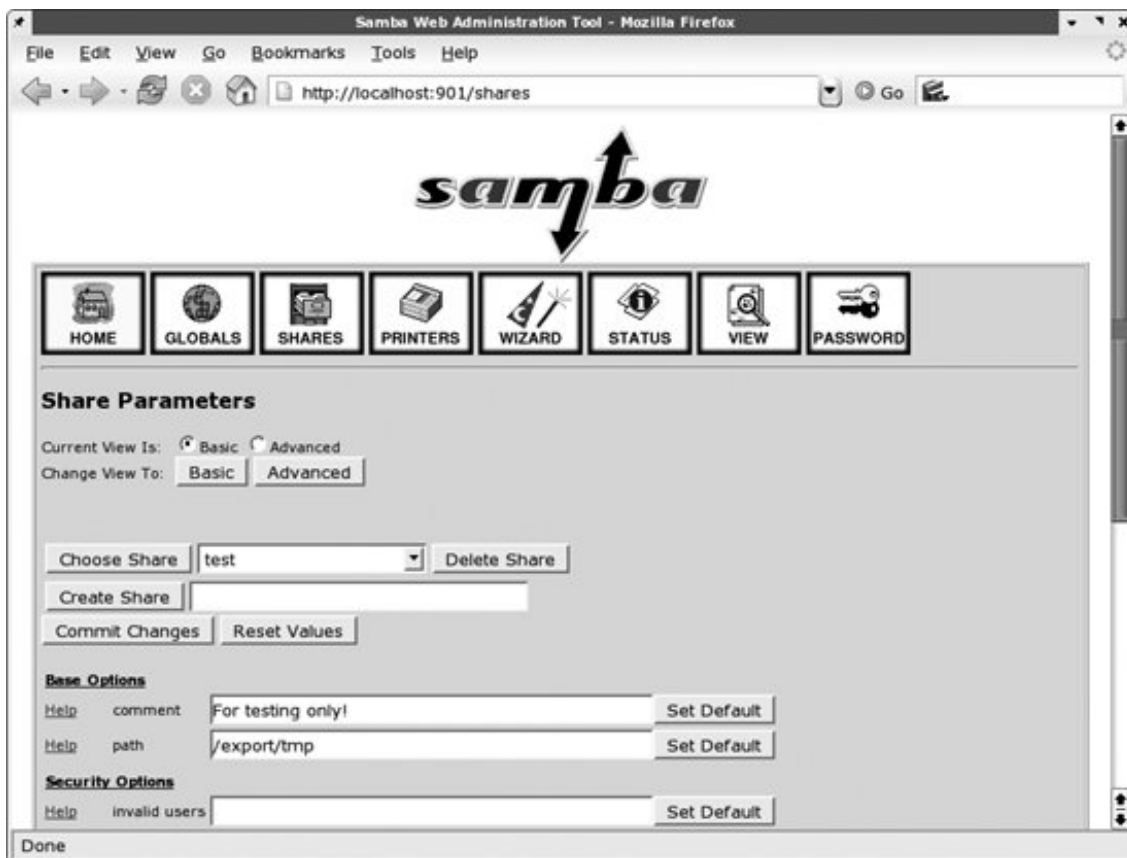 Samba Web Administration Tool - Mozilla Firefox
File Edit View Go Bookmarks Tools Help
http://localhost:901/shares Go
samba
HOME GLOBALS SHARES PRINTERS WIZARD STATUS VIEW PASSWORD
Share Parameters
Current View Is: Basic Advanced
Change View To: Basic Advanced
Choose Share test Delete Share
Create Share
Commit Changes Reset Values
Base Options
Help comment For testing only! Set Default
Help path /export/tmp Set Default
Security Options
Help invalid users Set Default
Done